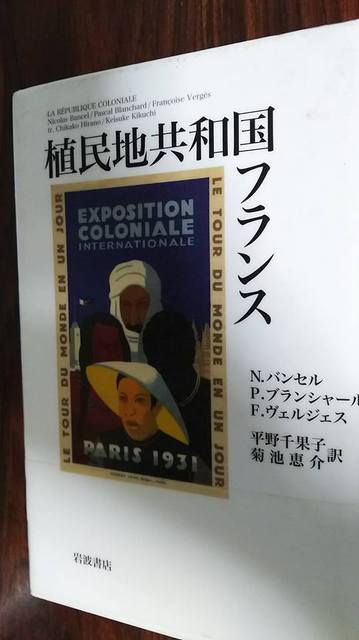 LA RÉPUBLIQUE COLONIALE
Nicolas Bancel / Pascal Blanchard / Françoise Vergès
tr. Chikako Hirano / Keisuke Kikuchi
植民地共和国フランス
EXPOSITION
COLONIALE
INTERNATIONALE
LE TOUR DU MONDE EN UN JOUR
LE TOUR DU MONDE EN UN JOUR
PARIS 1931
N.バンセル
P.ブランシャール
F.ヴェルジェス
平野千果子
菊池恵介 訳
岩波書店